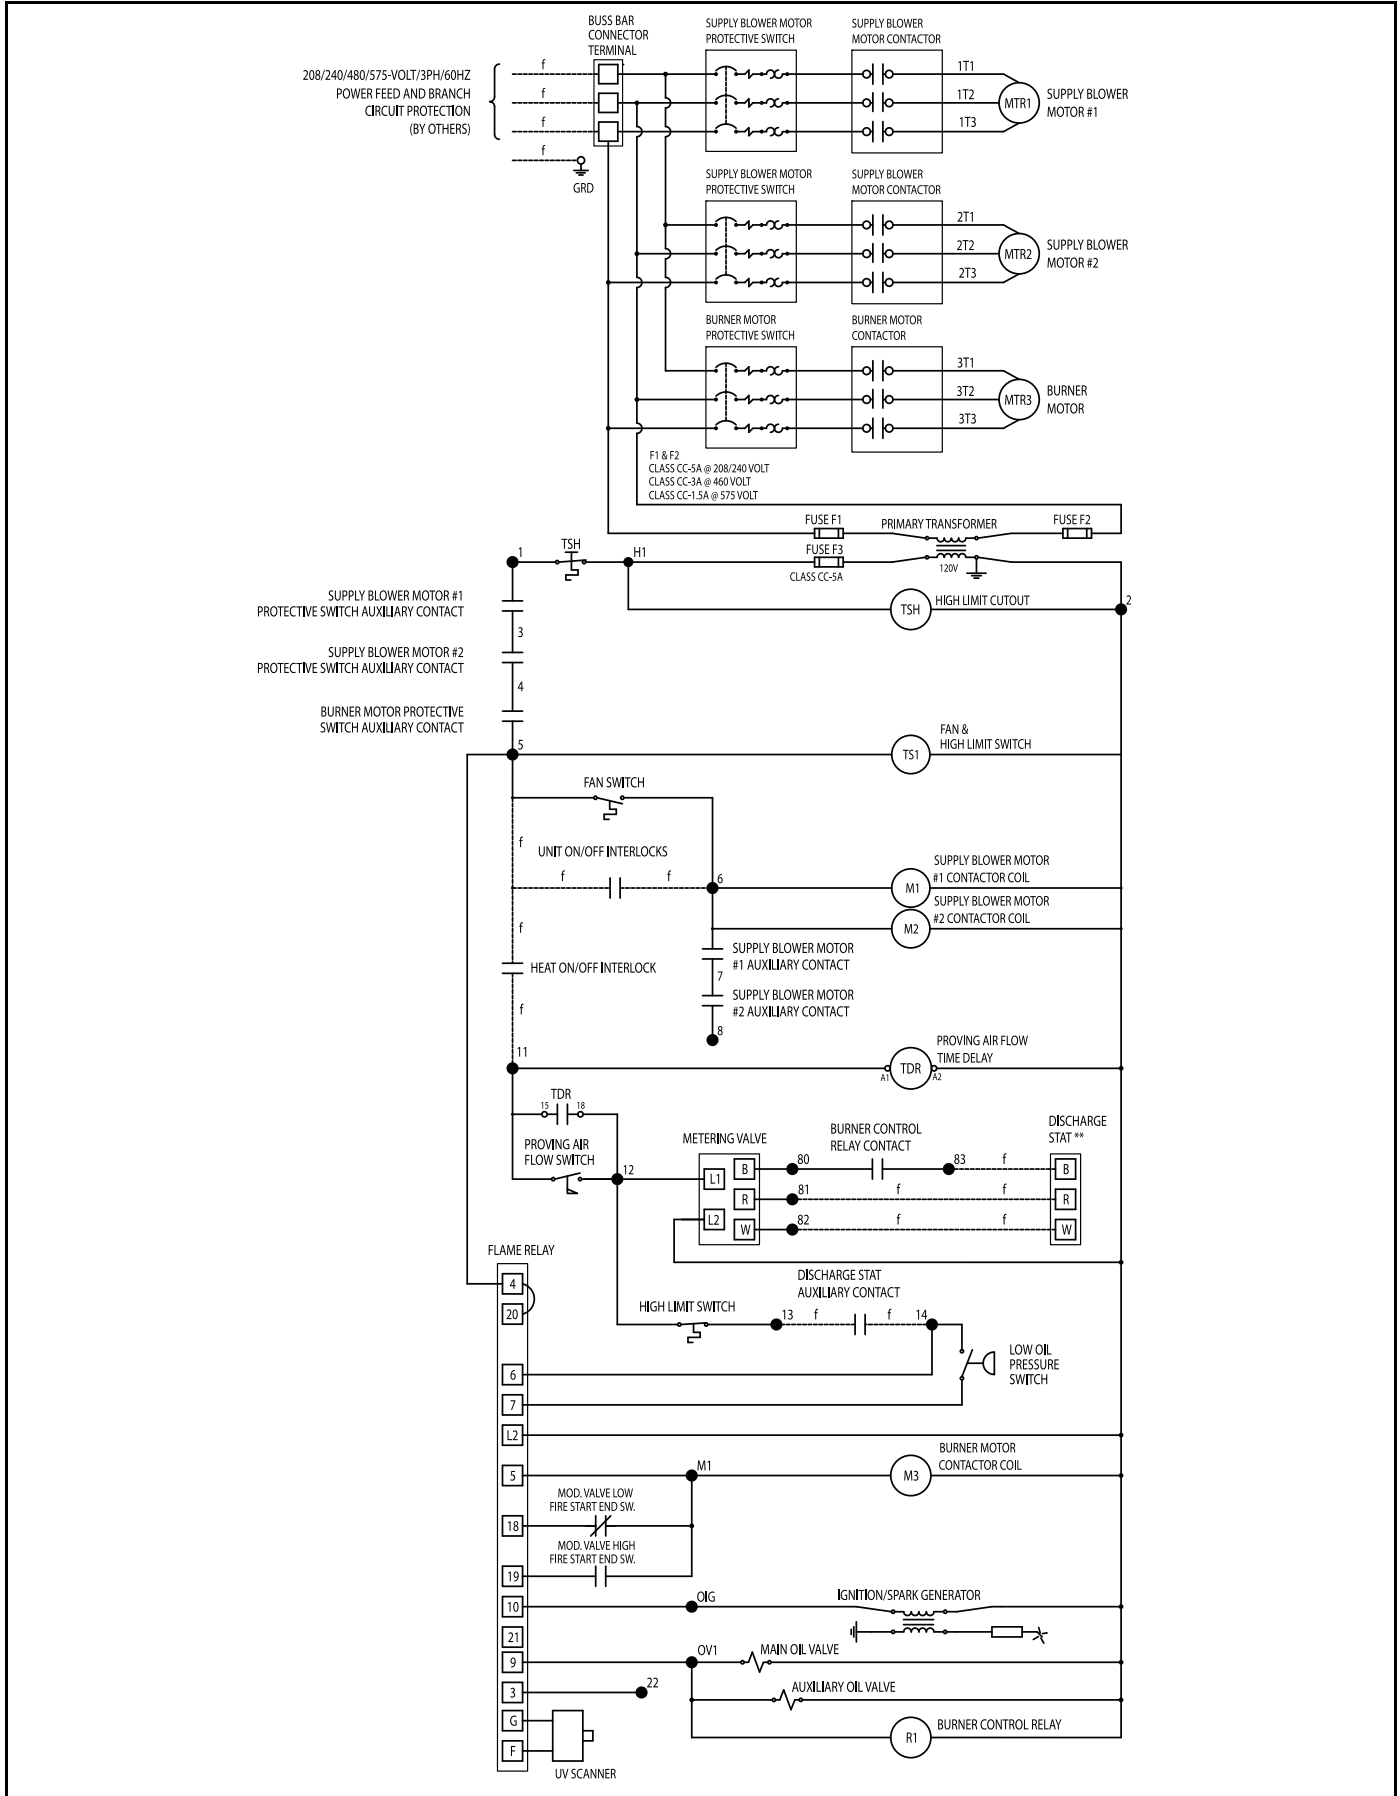 BUSS BAR
CONNECTOR
TERMINAL
SUPPLY BLOWER MOTOR
PROTECTIVE SWITCH
SUPPLY BLOWER
MOTOR CONTACTOR
208/240/480/575-VOLT/3PH/60HZ
POWER FEED AND BRANCH
CIRCUIT PROTECTION
(BY OTHERS)
f
f
f
f
GRD
1T1
1T2
1T3
MTR1
SUPPLY BLOWER
MOTOR #1
SUPPLY BLOWER MOTOR
PROTECTIVE SWITCH
SUPPLY BLOWER
MOTOR CONTACTOR
2T1
2T2
2T3
MTR2
SUPPLY BLOWER
MOTOR #2
BURNER MOTOR
PROTECTIVE SWITCH
BURNER MOTOR
CONTACTOR
3T1
3T2
3T3
MTR3
BURNER
MOTOR
F1 & F2
CLASS CC-5A @ 208/240 VOLT
CLASS CC-3A @ 460 VOLT
CLASS CC-1.5A @ 575 VOLT
FUSE F1
PRIMARY TRANSFORMER
FUSE F2
1
TSH
H1
FUSE F3
CLASS CC-5A
120V
TSH
HIGH LIMIT CUTOUT
2
SUPPLY BLOWER MOTOR #1
PROTECTIVE SWITCH AUXILIARY CONTACT
3
SUPPLY BLOWER MOTOR #2
PROTECTIVE SWITCH AUXILIARY CONTACT
4
BURNER MOTOR PROTECTIVE
SWITCH AUXILIARY CONTACT
5
TS1
FAN &
HIGH LIMIT SWITCH
FAN SWITCH
f
UNIT ON/OFF INTERLOCKS
f
f
6
M1
SUPPLY BLOWER MOTOR
#1 CONTACTOR COIL
M2
SUPPLY BLOWER MOTOR
#2 CONTACTOR COIL
f
HEAT ON/OFF INTERLOCK
f
SUPPLY BLOWER MOTOR
#1 AUXILIARY CONTACT
7
SUPPLY BLOWER MOTOR
#2 AUXILIARY CONTACT
8
11
A1
TDR
A2
PROVING AIR FLOW
TIME DELAY
TDR
15
18
PROVING AIR
FLOW SWITCH
12
METERING VALVE
L1
L2
B
R
W
BURNER CONTROL
RELAY CONTACT
80
83
f
81
f
f
82
f
f
DISCHARGE
STAT **
B
R
W
FLAME RELAY
4
20
HIGH LIMIT SWITCH
13
f
DISCHARGE STAT
AUXILIARY CONTACT
f
14
LOW OIL
PRESSURE
SWITCH
6
7
L2
5
M1
M3
BURNER MOTOR
CONTACTOR COIL
MOD. VALVE LOW
FIRE START END SW.
18
MOD. VALVE HIGH
FIRE START END SW.
19
10
OIG
IGNITION/SPARK GENERATOR
21
9
OV1
MAIN OIL VALVE
3
22
AUXILIARY OIL VALVE
G
F
UV SCANNER
R1
BURNER CONTROL RELAY